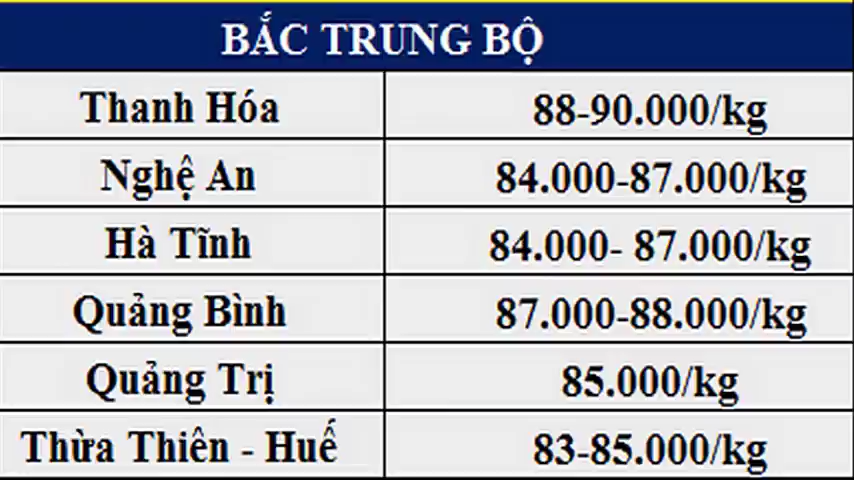 BẮC TRUNG BỘ
Thanh Hóa 88-90.000/kg
Nghệ An 84.000-87.000/kg
Hà Tĩnh 84.000- 87.000/kg
Quảng Bình 87.000-88.000/kg
Quảng Trị 85.000/kg
Thừa Thiên - Huế 83-85.000/kg